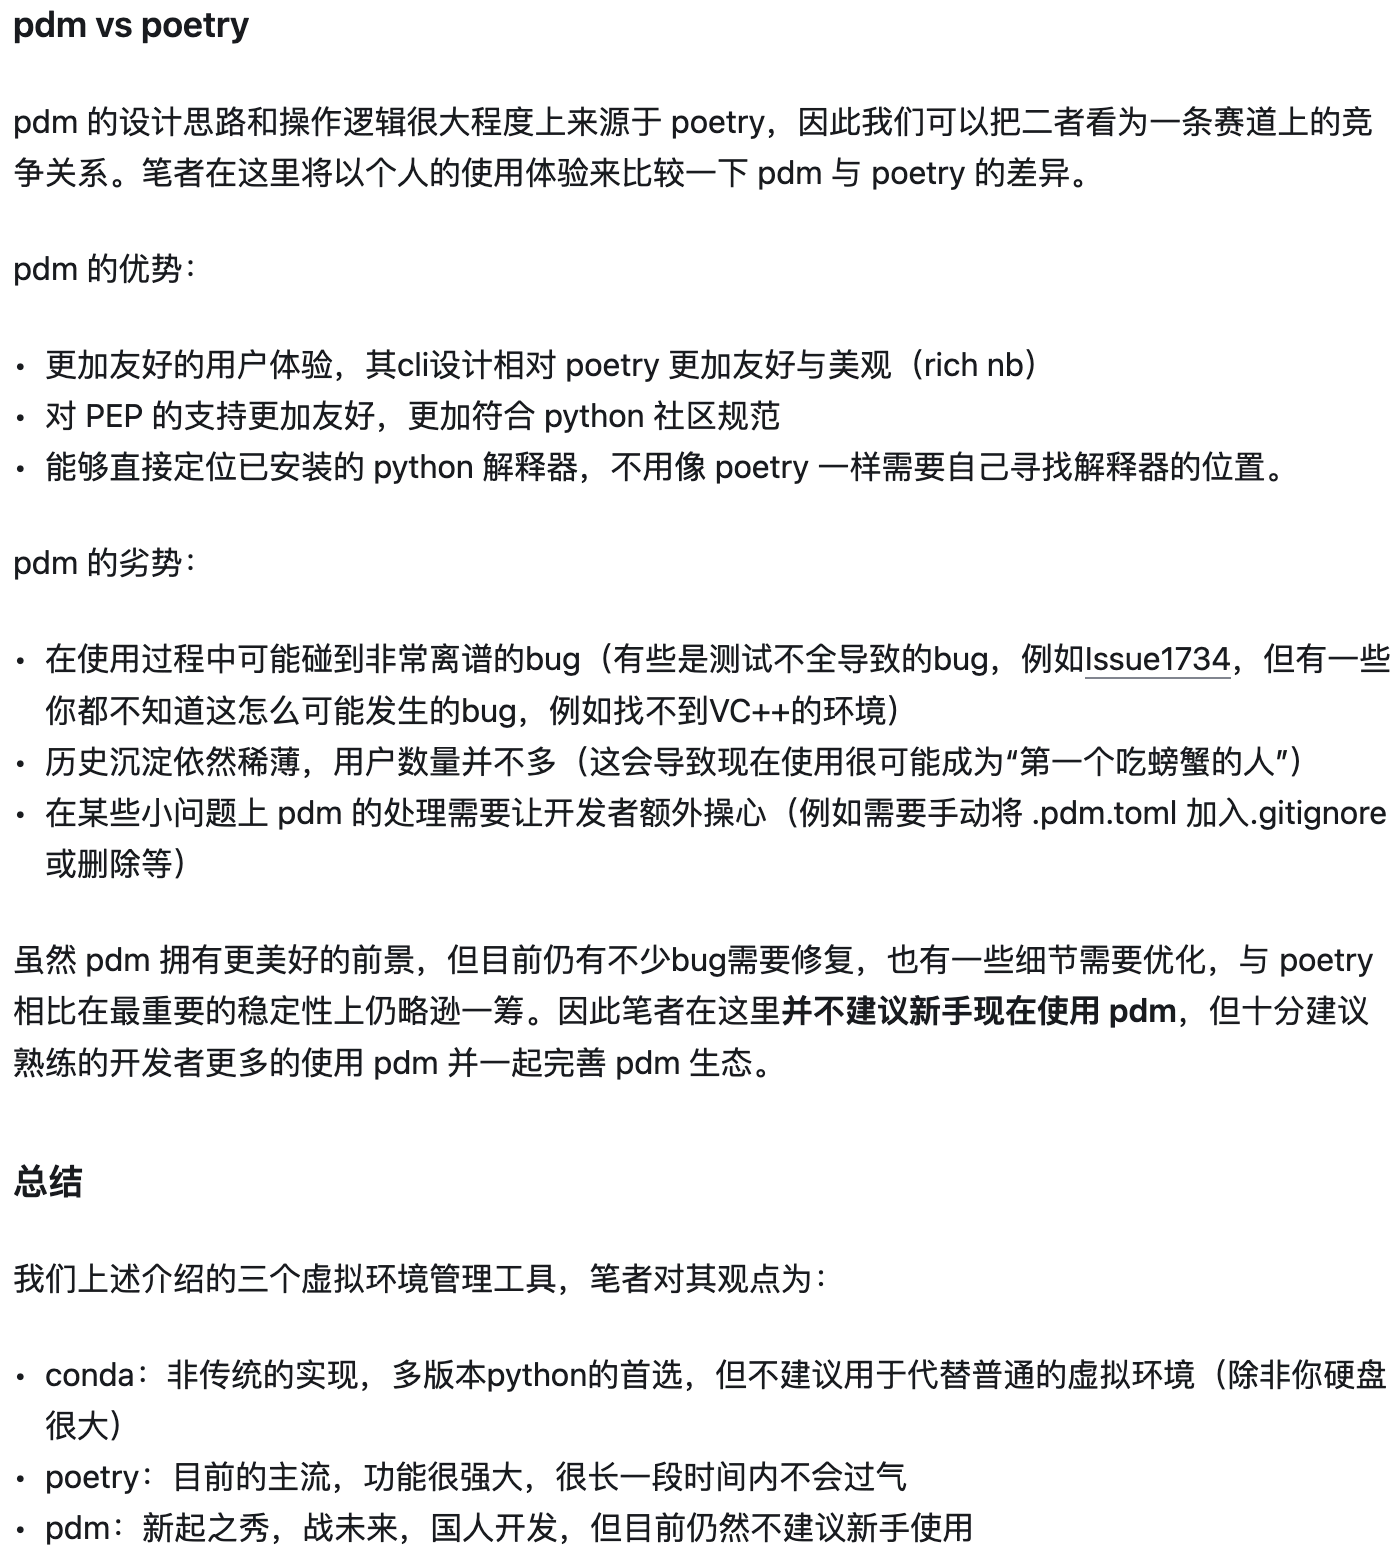 pdm vs poetry
pdm 的设计思路和操作逻辑很大程度上来源于 poetry，因此我们可以把二者看为一条赛道上的竞
争关系。笔者在这里将以个人的使用体验来比较一下 pdm 与 poetry 的差异。
pdm 的优势：
• 更加友好的用户体验，其cli设计相对 poetry 更加友好与美观（rich nb）
• 对 PEP 的支持更加友好，更加符合 python 社区规范
• 能够直接定位已安装的 python 解释器，不用像 poetry 一样需要自己寻找解释器的位置。
pdm 的劣势：
• 在使用过程中可能碰到非常离谱的bug（有些是测试不全导致的bug，例如Issue1734，但有一些
你都不知道这怎么可能发生的bug，例如找不到VC++的环境）
• 历史沉淀依然稀薄，用户数量并不多（这会导致现在使用很可能成为“第一个吃螃蟹的人”）
• 在某些小问题上 pdm 的处理需要让开发者额外操心（例如需要手动将 .pdm.toml 加入.gitignore
或删除等）
虽然 pdm 拥有更美好的前景，但目前仍有不少bug需要修复，也有一些细节需要优化，与 poetry
相比在最重要的稳定性上仍略逊一筹。因此笔者在这里并不建议新手现在使用 pdm，但十分建议
熟练的开发者更多的使用 pdm 并一起完善 pdm 生态。
总结
我们上述介绍的三个虚拟环境管理工具，笔者对其观点为：
• conda：非传统的实现，多版本python的首选，但不建议用于代替普通的虚拟环境（除非你硬盘
很大）
• poetry：目前的主流，功能很强大，很长一段时间内不会过气
• pdm：新起之秀，战未来，国人开发，但目前仍然不建议新手使用